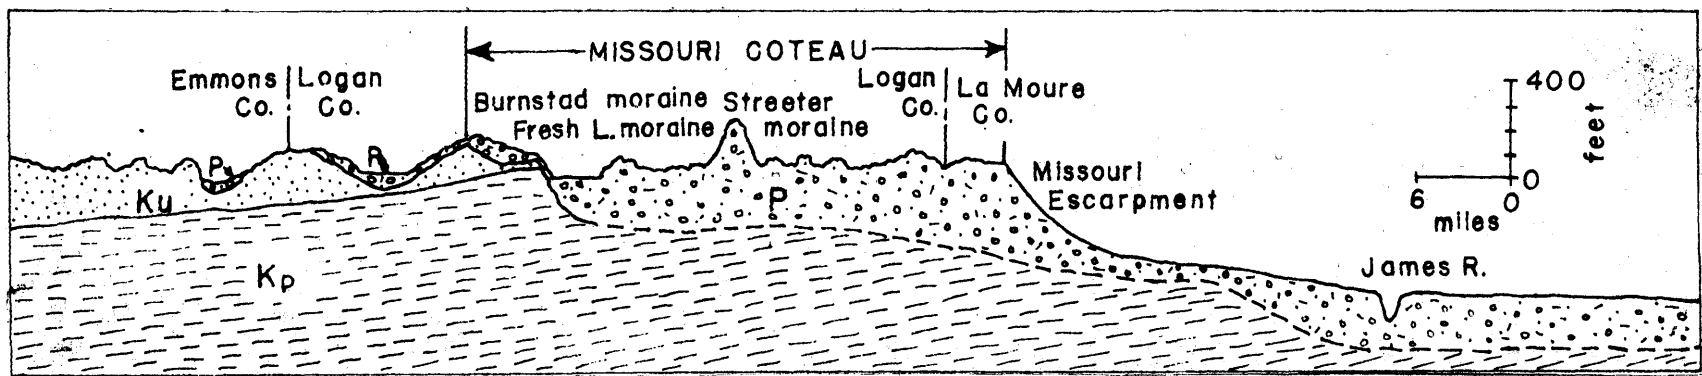 MISSOURI COTEAU
Emmons Co.
Logan Co.
Burnstad moraine
Fresh L. moraine
Streeter moraine
Logan Co.
La Moure Co.
Missouri Escarpment
400
feet
0
6
0
miles
James R.
P
P
P
Ku
Kp